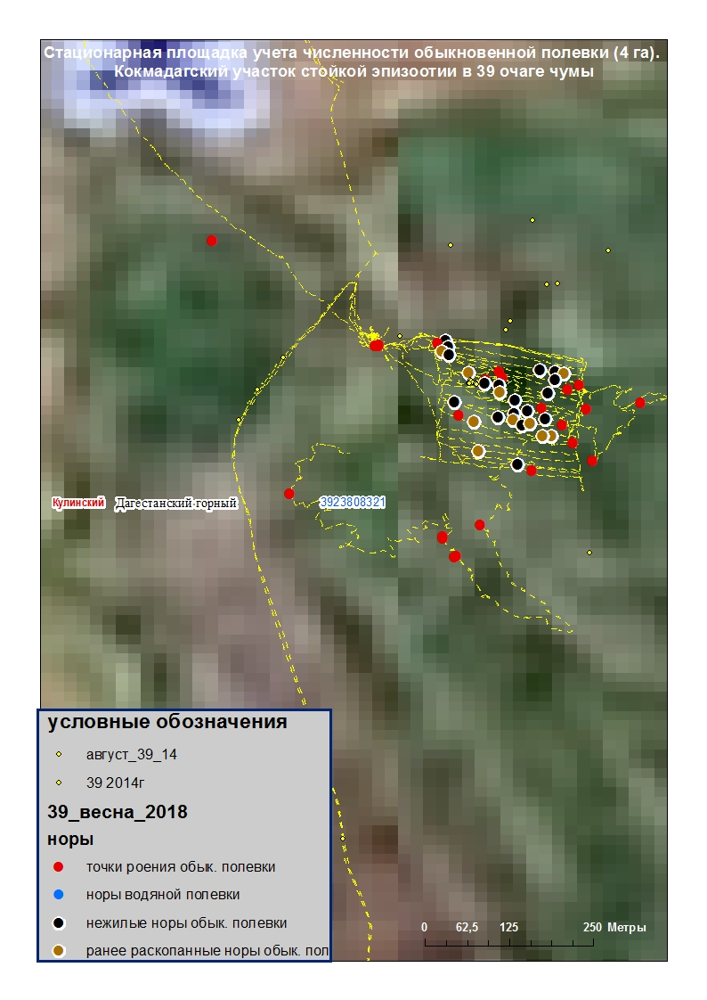 Стационарная площадка учета численности обыкновенной полевки (4 га).
Кокмадагский участок стойкой эпизоотии в 39 очаге чумы
Кулинский Дагестанский горный 3923808321
условные обозначения
август_39_14
39 2014г
39_весна_2018
норы
точки роения обык. полевки
норы водяной полевки
нежилые норы обык. полевки
ранее раскопанные норы обык. пол
0 62,5 125 250 Метры